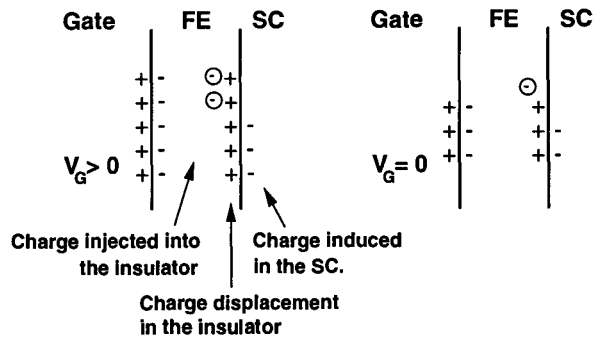 Gate FE SC
Gate FE SC
V_G > 0
V_G = 0
Charge injected into
the insulator
Charge induced
in the SC.
Charge displacement
in the insulator